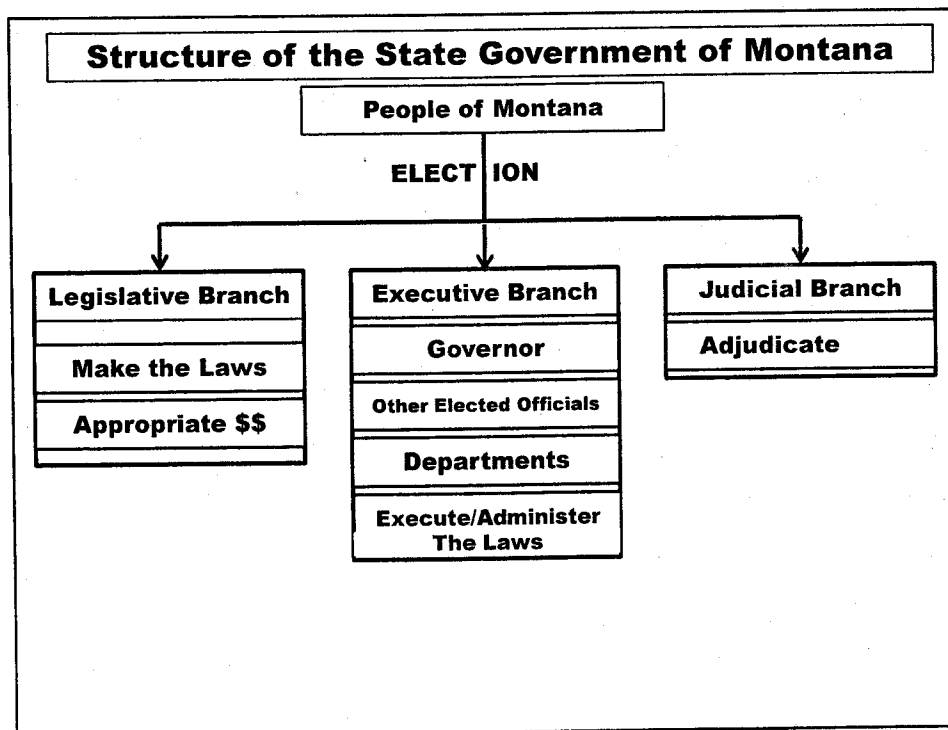 Structure of the State Government of Montana
People of Montana
ELECT ION
Legislative Branch
Make the Laws
Appropriate $$
Executive Branch
Governor
Other Elected Officials
Departments
Execute/Administer
The Laws
Judicial Branch
Adjudicate